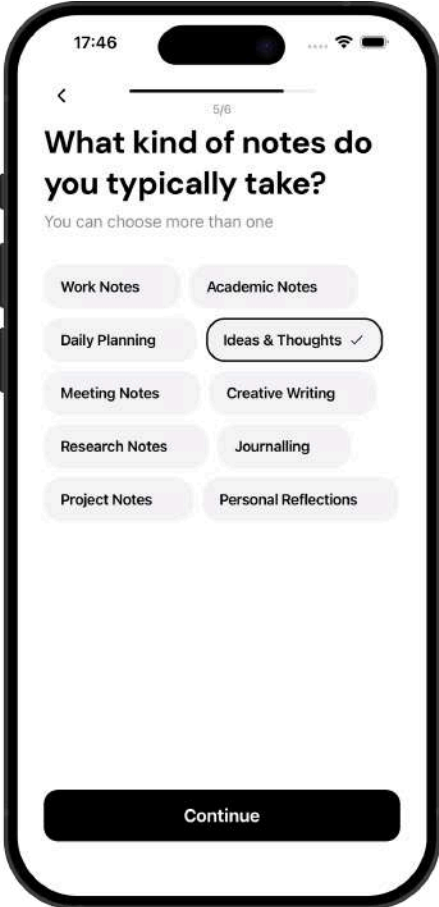 17:46
5/6
What kind of notes do
you typically take?
You can choose more than one
Work Notes
Academic Notes
Daily Planning
Ideas & Thoughts
Meeting Notes
Creative Writing
Research Notes
Journalling
Project Notes
Personal Reflections
Continue